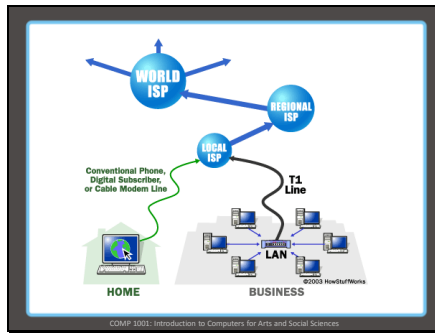 WORLD
ISP
REGIONAL
ISP
LOCAL
ISP
Conventional Phone,
Digital Subscriber,
or Cable Modem Line
T1
Line
LAN
©2003 HowStuffWorks
HOME
BUSINESS
COMP 1001: Introduction to Computers for Arts and Social Sciences